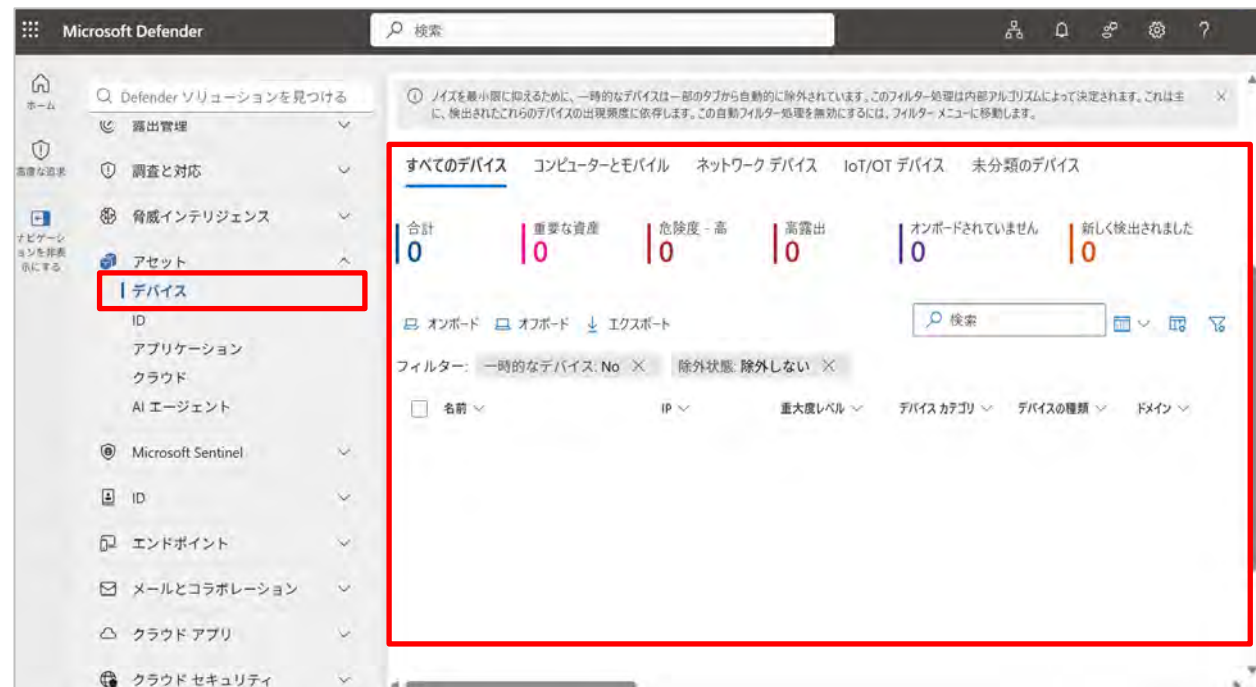 Microsoft Defender
検索
ホーム
高度な追求
ナビゲーションを非表示にする
Defender ソリューションを見つける
露出管理
調査と対応
脅威インテリジェンス
アセット
デバイス
ID
アプリケーション
クラウド
AI エージェント
Microsoft Sentinel
ID
エンドポイント
メールとコラボレーション
クラウド アプリ
クラウド セキュリティ
ノイズを最小限に抑えるために、一時的なデバイスは一部のタブから自動的に除外されています。このフィルター処理は内部アルゴリズムによって決定されます。これは主
に、検出されたこれらのデバイスの出現頻度に依存します。この自動フィルター処理を無効にするには、フィルター メニューに移動します。
すべてのデバイス コンピューターとモバイル ネットワーク デバイス IoT/OT デバイス 未分類のデバイス
合計 重要な資産 危険度 - 高 高露出 オンボードされていません 新しく検出されました
0 0 0 0 0 0
オンボード オフボード エクスポート 検索
フィルター: 一時的なデバイス: No 除外状態: 除外しない
名前 IP 重大度レベル デバイス カテゴリ デバイスの種類 ドメイン